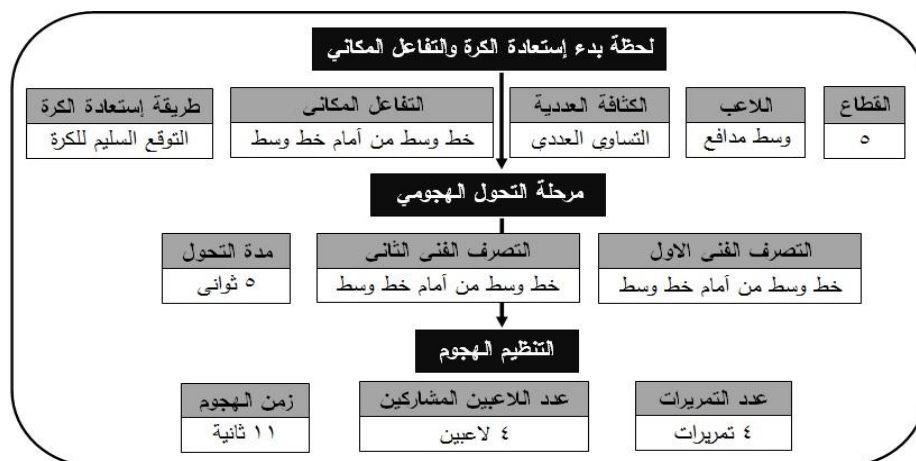 لحظة بدء إستعادة الكرة والتفاعل المكاني
القطاع
اللاعب
الكثافة العددية
التفاعل المكانى
طريقة إستعادة الكرة
٥
وسط مدافع
التساوي العددي
خط وسط من أمام خط وسط
التوقع السليم للكرة
مرحلة التحول الهجومي
التصرف الفنى الاول
التصرف الفنى الثانى
مدة التحول
خط وسط من أمام خط وسط
خط وسط من أمام خط وسط
٥ ثوانى
التنظيم الهجوم
عدد التمريرات
عدد اللاعبين المشاركين
زمن الهجوم
٤ تمريرات
٤ لاعبين
١١ ثانية